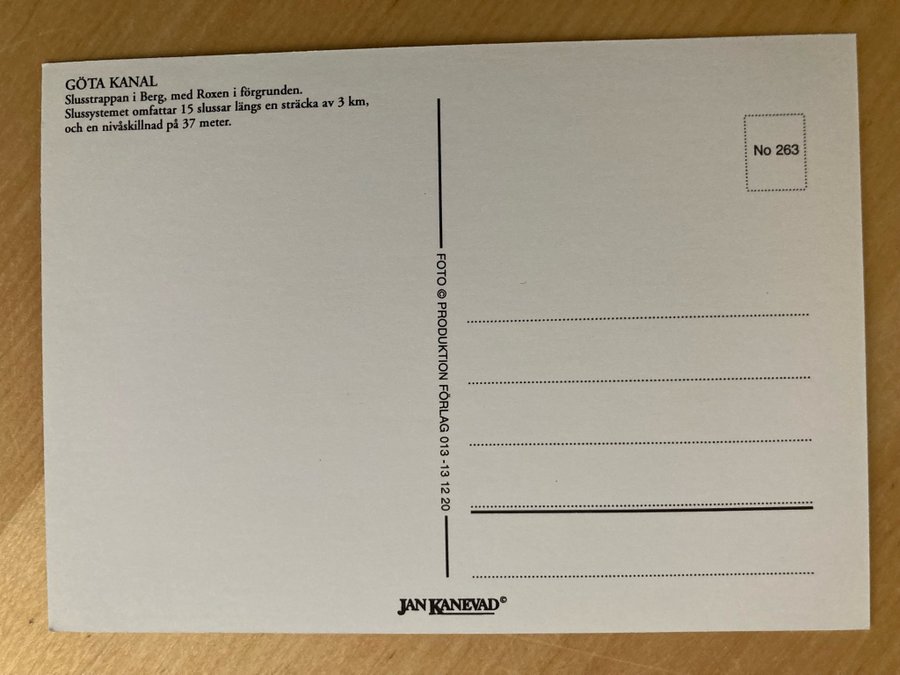 GÖTA KANAL
Slusstrappan i Berg, med Roxen i förgrunden.
Slussystemet omfattar 15 slussar längs en sträcka av 3 km,
och en nivåskillnad på 37 meter.
No 263
FOTO © PRODUKTION FÖRLAG 013 -13 12 20
JAN KANEVAD©